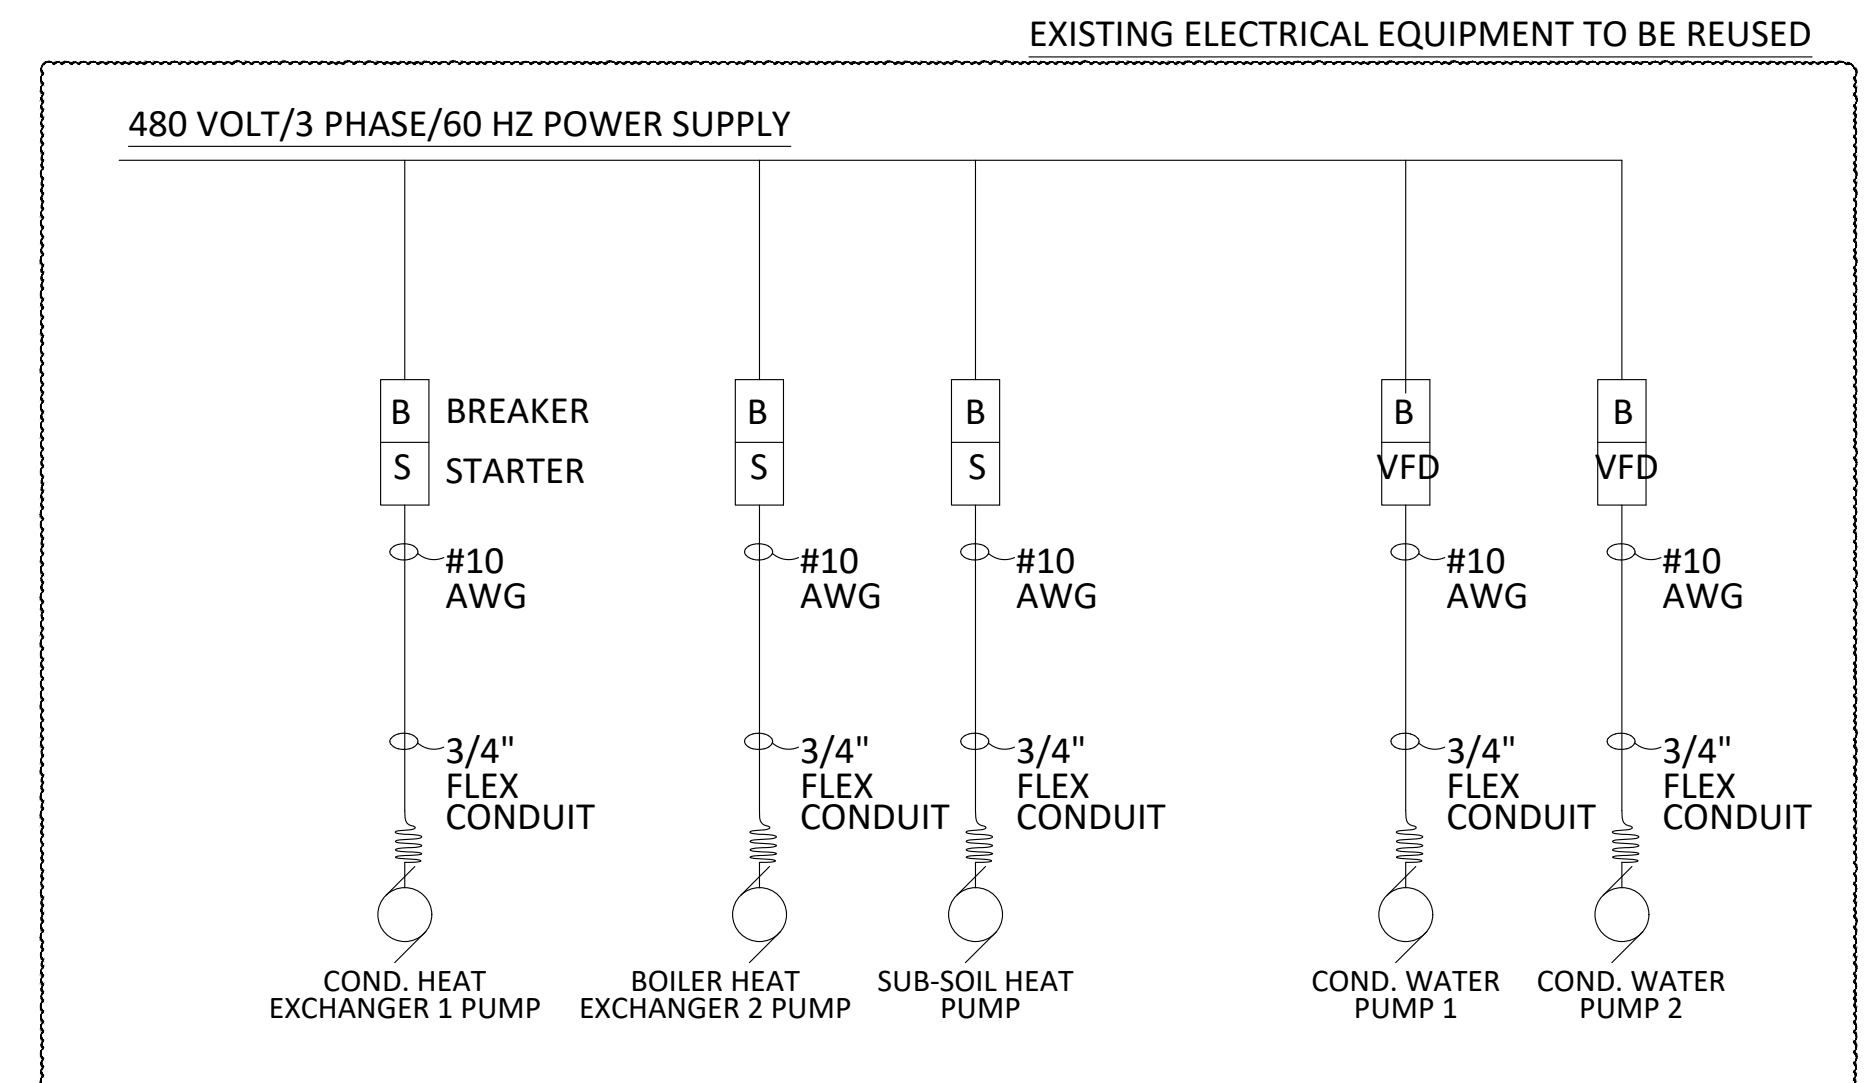 EXISTING ELECTRICAL EQUIPMENT TO BE REUSED
480 VOLT/3 PHASE/60 HZ POWER SUPPLY
B BREAKER
S STARTER
B
S
B
S
B
VFD
B
VFD
#10
AWG
#10
AWG
#10
AWG
#10
AWG
#10
AWG
3/4"
FLEX
CONDUIT
3/4"
FLEX
CONDUIT
3/4"
FLEX
CONDUIT
3/4"
FLEX
CONDUIT
3/4"
FLEX
CONDUIT
COND. HEAT
EXCHANGER 1 PUMP
BOILER HEAT
EXCHANGER 2 PUMP
SUB-SOIL HEAT
PUMP
COND. WATER
PUMP 1
COND. WATER
PUMP 2